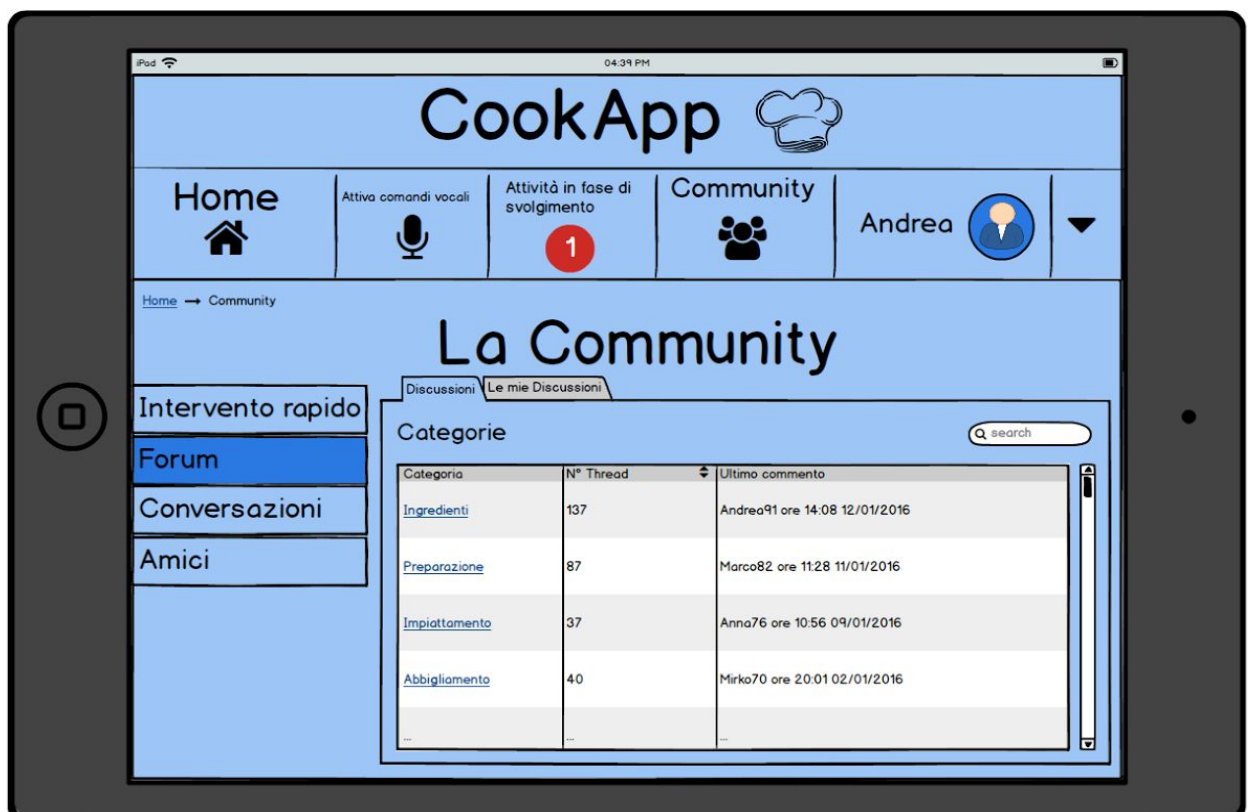 iPad 04:39 PM
CookApp
Home
Attiva comandi vocali
Attività in fase di
svolgimento
1
Community
Andrea
Home → Community
La Community
Intervento rapido
Forum
Conversazioni
Amici
Discussioni Le mie Discussioni
Categorie search
Categoria N° Thread Ultimo commento
Ingredienti 137 Andrea91 ore 14:08 12/01/2016
Preparazione 87 Marco82 ore 11:28 11/01/2016
Impiattamento 37 Anna76 ore 10:56 09/01/2016
Abbigliamento 40 Mirko70 ore 20:01 02/01/2016
... ... ...